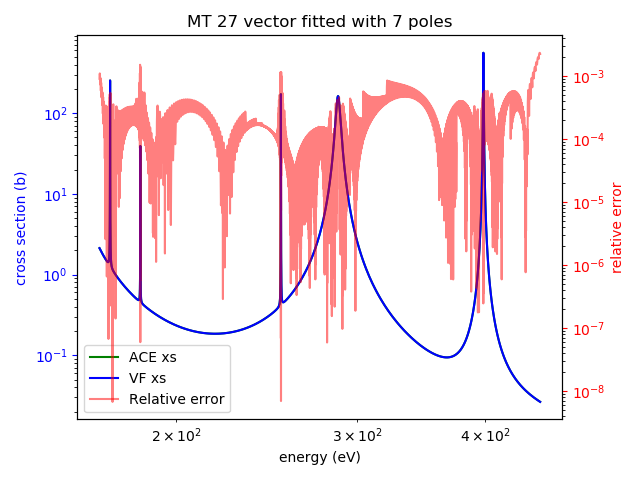 MT 27 vector fitted with 7 poles
10²
10¹
10⁰
10⁻¹
cross section (b)
10⁻³
10⁻⁴
10⁻⁵
10⁻⁶
10⁻⁷
10⁻⁸
relative error
ACE xs
VF xs
Relative error
2 × 10² 3 × 10² 4 × 10²
energy (eV)